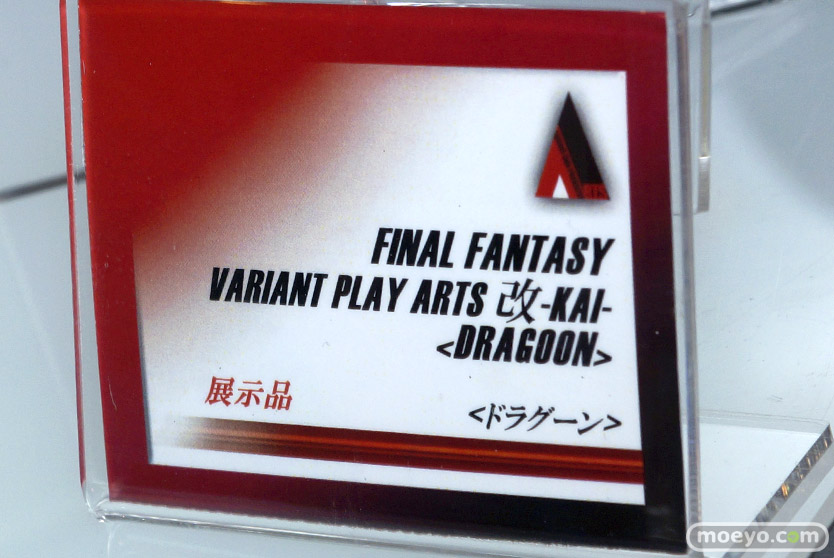 FINAL FANTASY
VARIANT PLAY ARTS 改-KAI-
<DRAGOON>
展示品
<ドラグーン>
moeyo.com